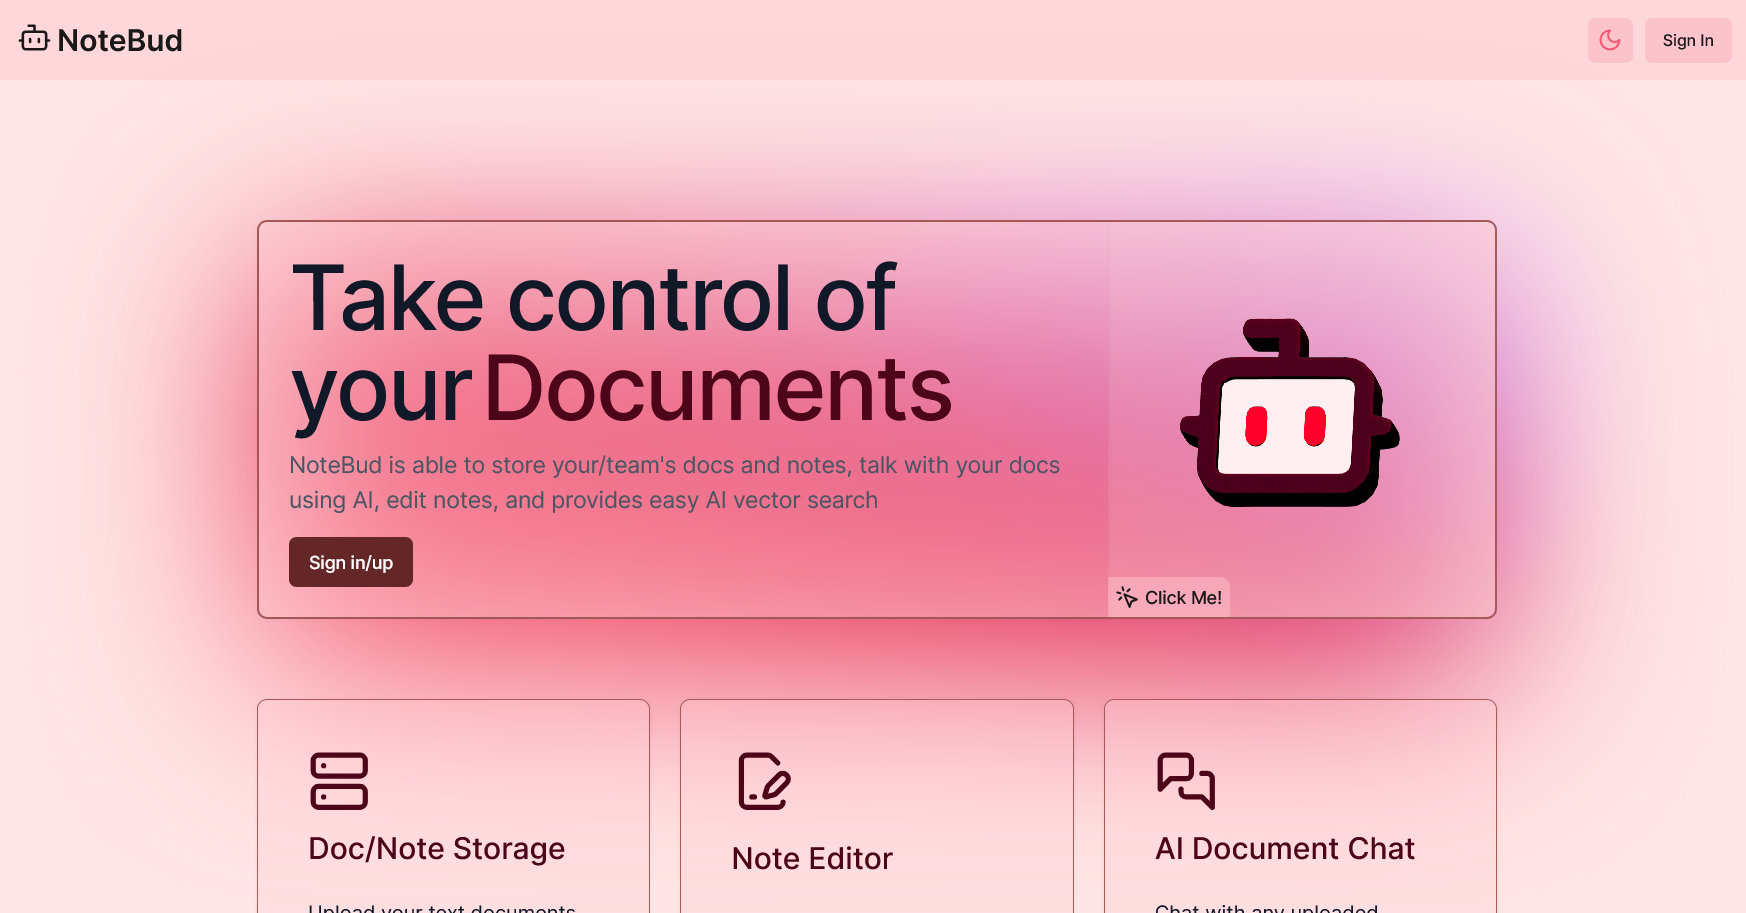 NoteBud
Sign In
Take control of
your Documents
NoteBud is able to store your/team's docs and notes, talk with your docs
using AI, edit notes, and provides easy AI vector search
Sign in/up
Click Me!
Doc/Note Storage
Note Editor
AI Document Chat
Upload your text documents
Chat with any uploaded